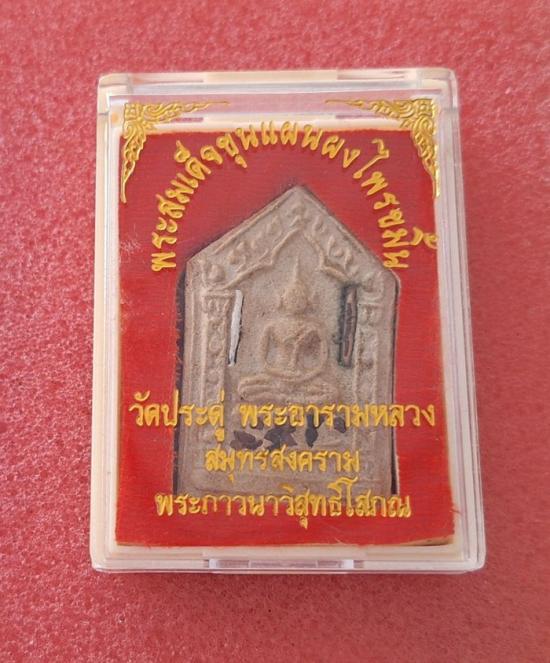 พระสมเด็จขุนแผนผงไพรขมิ้น
วัดประดู่ พระอารามหลวง
สมุทรสงคราม
พระภาวนาวิสุทธิ์โสภณ